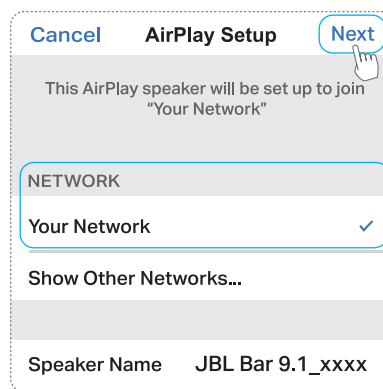 Cancel AirPlay Setup Next
This AirPlay speaker will be set up to join
“Your Network”
NETWORK
Your Network
Show Other Networks...
Speaker Name JBL Bar 9.1_xxxx